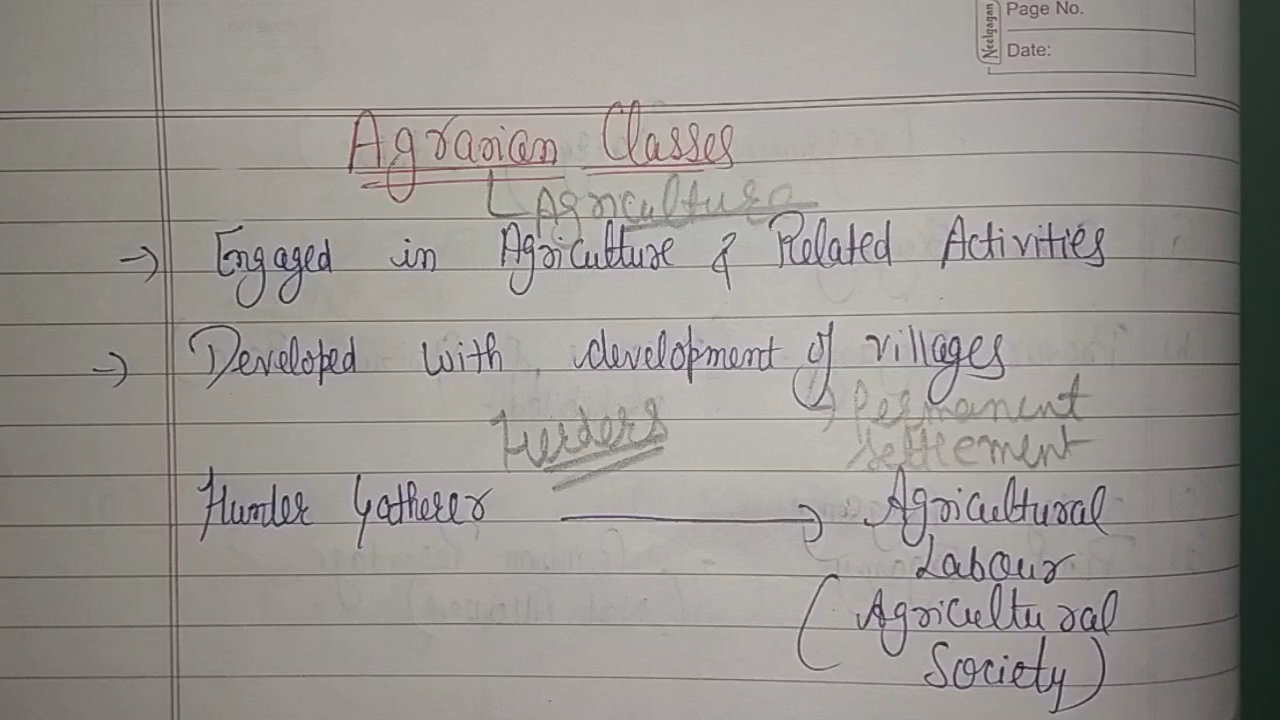 Neelgagan
Page No.
Date:
Agrarian Classes
Agriculture
→ Engaged in Agriculture & Related Activities
→ Developed with development of villages
→ Permanent
settlement
Herders
Hunter Gatherer → Agricultural
Labour
(Agricultural
Society)